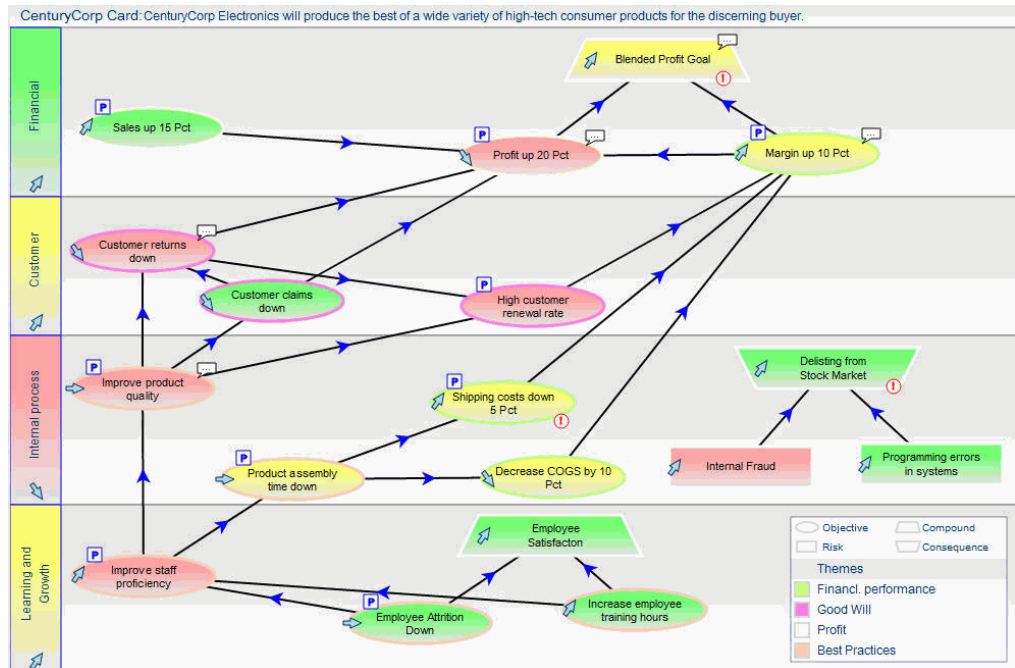 CenturyCorp Card: CenturyCorp Electronics will produce the best of a wide variety of high-tech consumer products for the discerning buyer.
Financial
Blended Profit Goal
!
P
Sales up 15 Pct
P
Profit up 20 Pct
P
Margin up 10 Pct
Customer
Customer returns
down
Customer claims
down
P
High customer
renewal rate
Internal process
P
Improve product
quality
P
Shipping costs down
5 Pct
!
Delisting from
Stock Market
!
P
Product assembly
time down
Decrease COGS by 10
Pct
Internal Fraud
Programming errors
in systems
Learning and
Growth
P
Improve staff
proficiency
Employee
Satisfacton
P
Employee Attrition
Down
Increase employee
training hours
Objective
Compound
Risk
Consequence
Themes
Financl. performance
Good Will
Profit
Best Practices